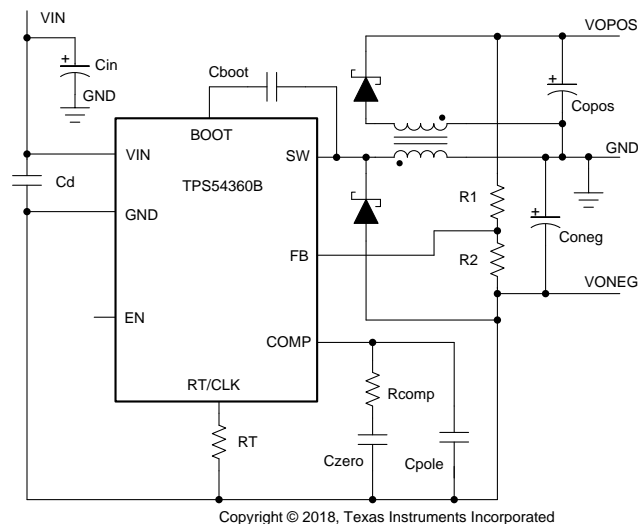 VIN
VOPOS
Cin
Cboot
GND
Copos
BOOT
VIN
SW
GND
TPS54360B
Cd
R1
GND
Coneg
FB
R2
VONEG
EN
COMP
RT/CLK
Rcomp
RT
Czero
Cpole
Copyright © 2018, Texas Instruments Incorporated